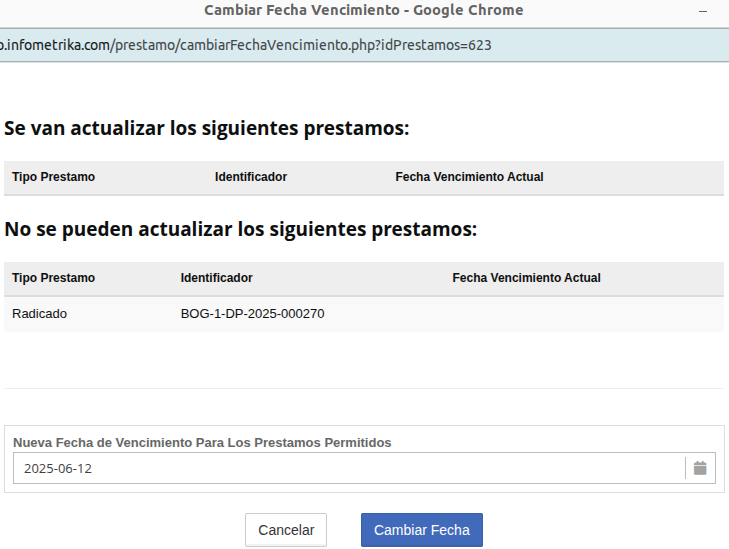 Cambiar Fecha Vencimiento - Google Chrome
o.infometrika.com/prestamo/cambiarFechaVencimiento.php?idPrestamos=623
Se van actualizar los siguientes prestamos:
Tipo Prestamo Identificador Fecha Vencimiento Actual
No se pueden actualizar los siguientes prestamos:
Tipo Prestamo Identificador Fecha Vencimiento Actual
Radicado BOG-1-DP-2025-000270
Nueva Fecha de Vencimiento Para Los Prestamos Permitidos
2025-06-12
Cancelar Cambiar Fecha